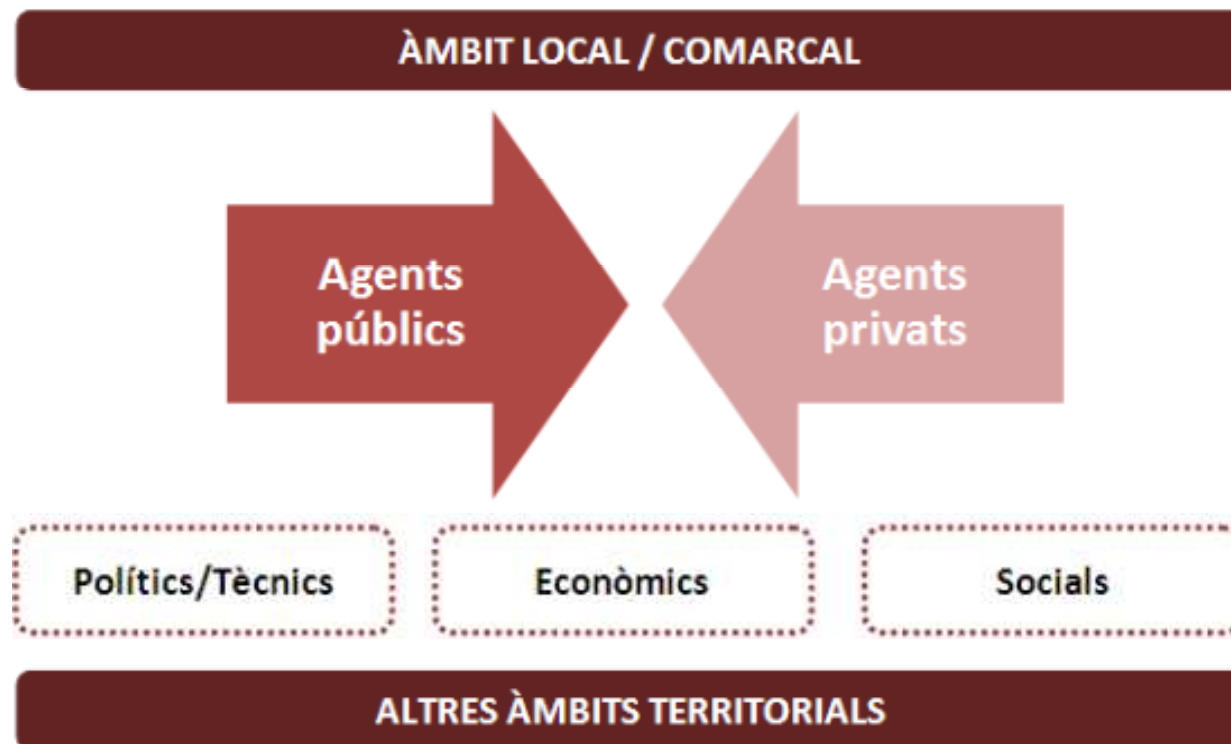 ÀMBIT LOCAL / COMARCAL
Agents
públics
Agents
privats
Polítics/Tècnics
Econòmics
Socials
ALTRES ÀMBITS TERRITORIALS